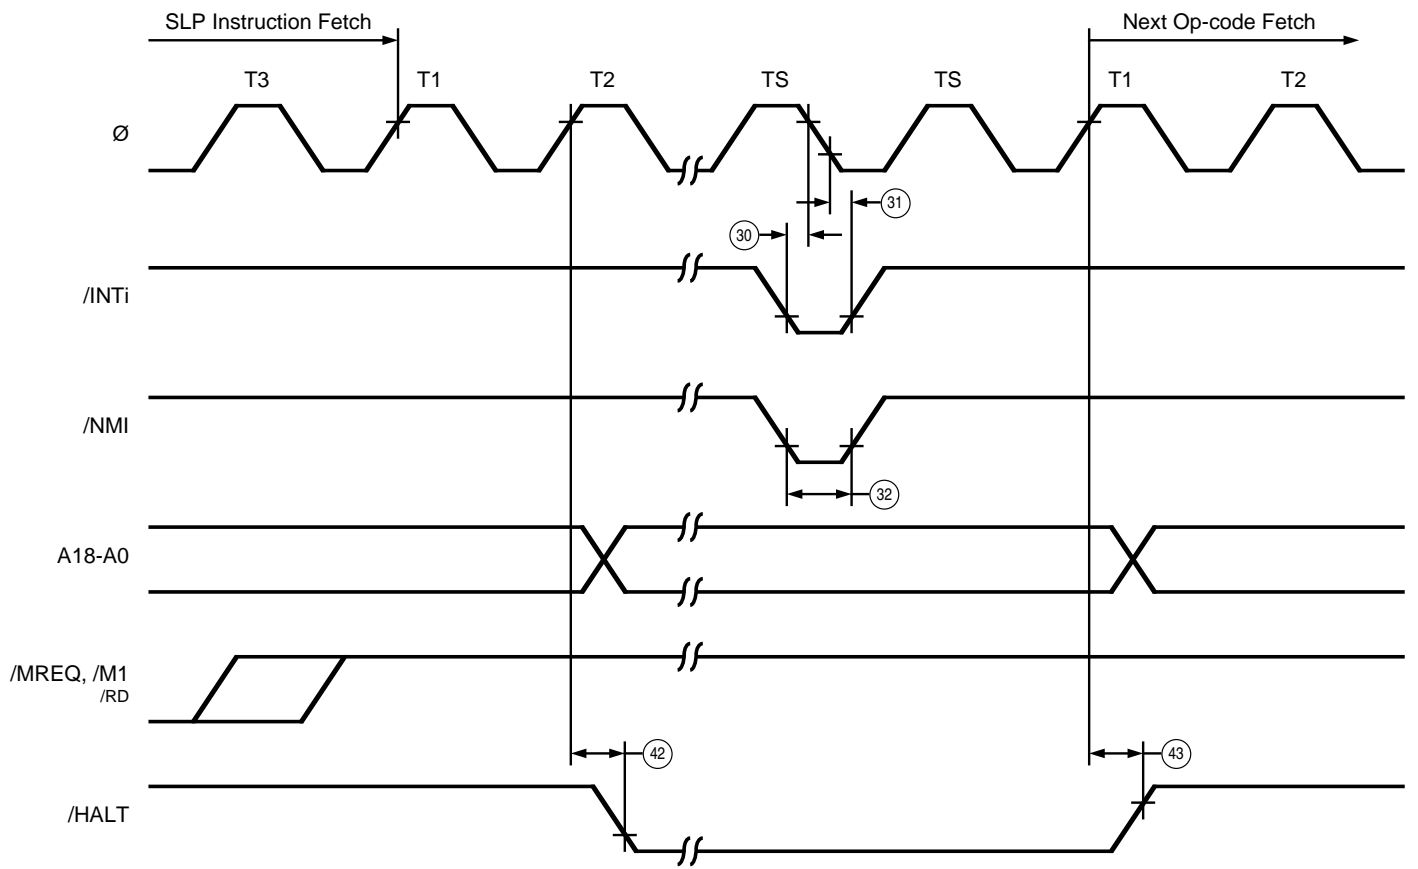 SLP Instruction Fetch
Next Op-code Fetch
T3
T1
T2
TS
TS
T1
T2
Ø
31
30
/INTi
/NMI
32
A18-A0
/MREQ, /M1
/RD
42
43
/HALT